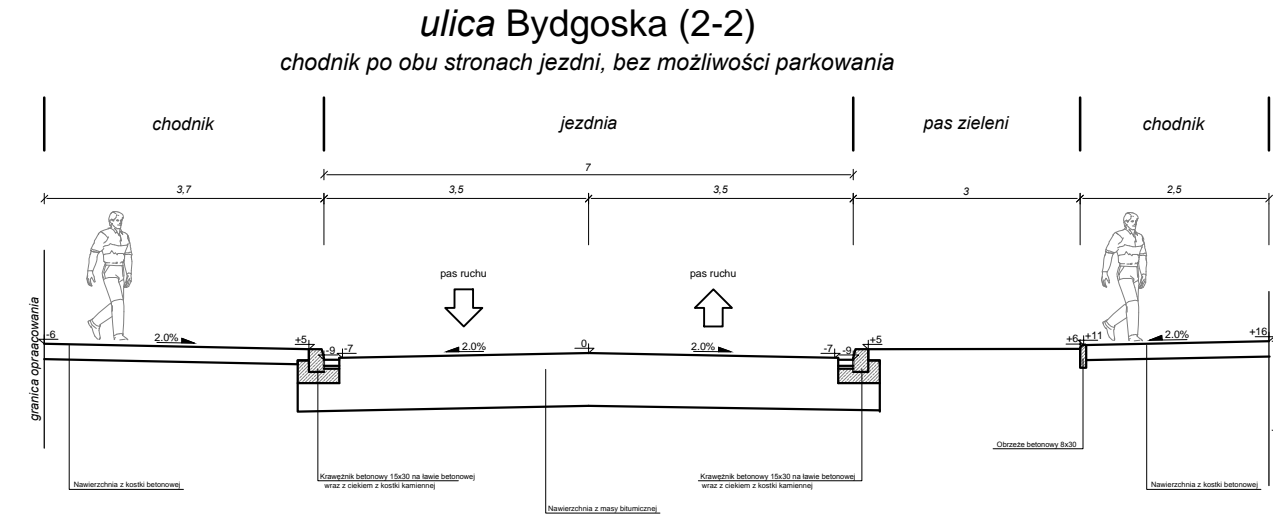 ulica Bydgoska (2-2)
chodnik po obu stronach jezdni, bez możliwości parkowania
chodnik
jezdnia
pas zieleni
chodnik
7
3,7
3,5
3,5
3
2,5
pas ruchu
pas ruchu
granica opraacowania
-6
2.0%
+5
-9
-7
2.0%
0
2.0%
-7
-9
+5
+6
+11
2.0%
+16
Obrzeże betonowy 8x30
Nawierzchnia z kostki betonowej
Krawężnik betonowy 15x30 na ławie betonowej
wraz z ciekiem z kostki kamiennej
Nawierzchnia z masy bitumicznej
Krawężnik betonowy 15x30 na ławie betonowej
wraz z ciekiem z kostki kamiennej
Nawierzchnia z kostki betonowej